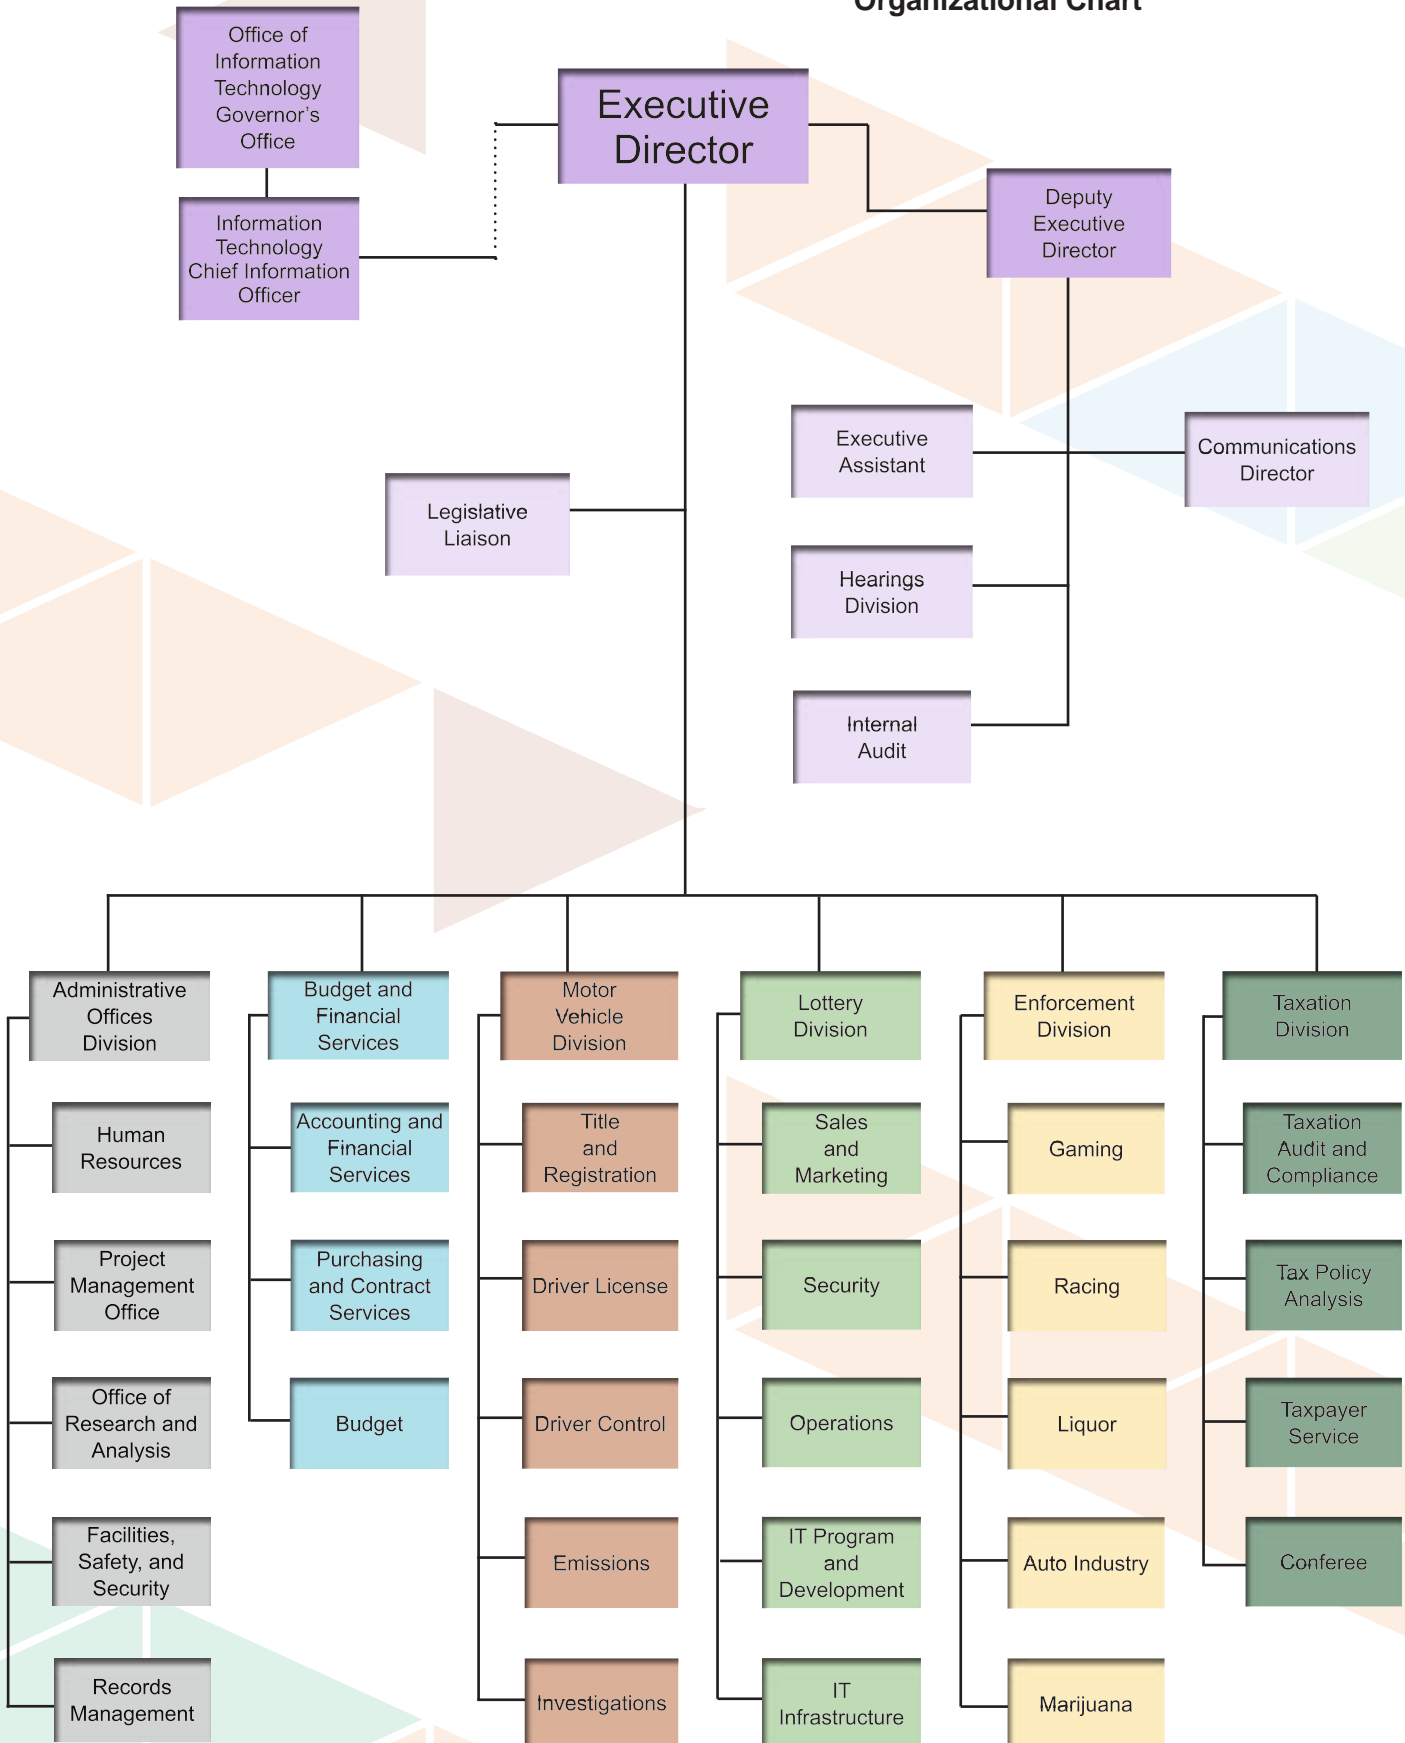 Organizational Chart
Office of
Information
Technology
Governor's
Office
Executive
Director
Information
Technology
Chief Information
Officer
Deputy
Executive
Director
Executive
Assistant
Communications
Director
Legislative
Liaison
Hearings
Division
Internal
Audit
Administrative
Offices
Division
Human
Resources
Project
Management
Office
Office of
Research and
Analysis
Facilities,
Safety, and
Security
Records
Management
Budget and
Financial
Services
Accounting and
Financial
Services
Purchasing
and Contract
Services
Budget
Motor
Vehicle
Division
Title
and
Registration
Driver License
Driver Control
Emissions
Investigations
Lottery
Division
Sales
and
Marketing
Security
Operations
IT Program
and
Development
IT
Infrastructure
Enforcement
Division
Gaming
Racing
Liquor
Auto Industry
Marijuana
Taxation
Division
Taxation
Audit and
Compliance
Tax Policy
Analysis
Taxpayer
Service
Conferee